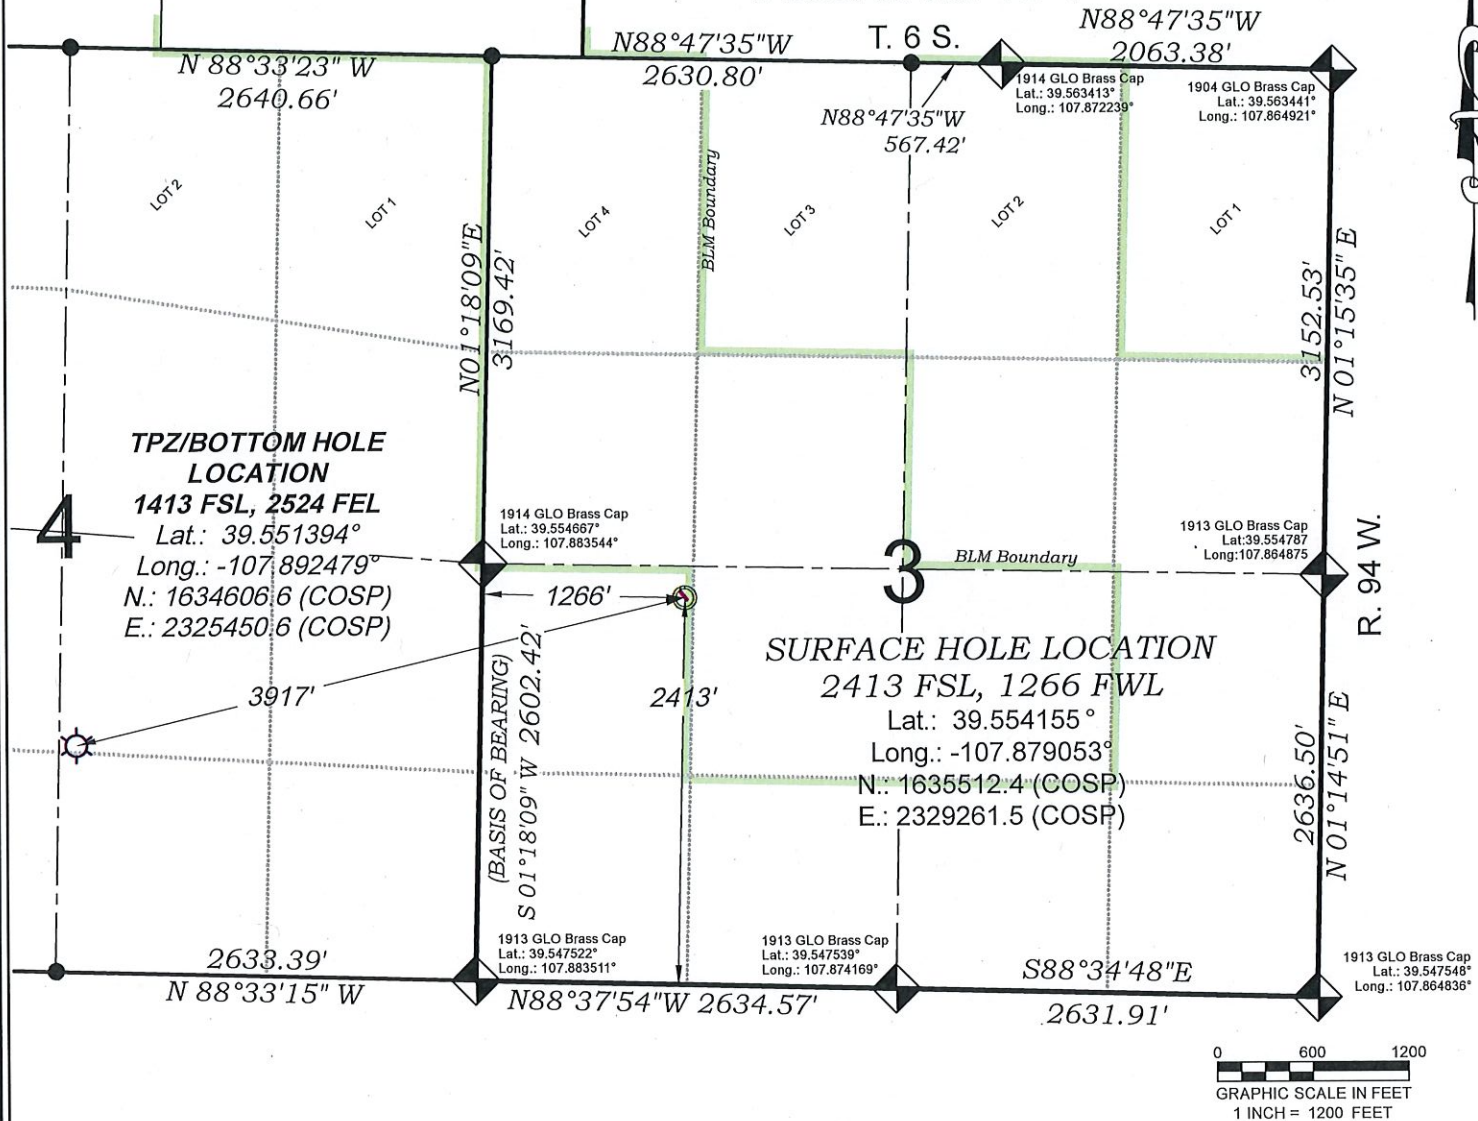 N88°47'35"W
2063.38'
T. 6 S.
N88°47'35"W
2630.80'
N 88°33'23" W
2640.66'
1914 GLO Brass Cap
Lat.: 39.563413°
Long.: 107.872239°
1904 GLO Brass Cap
Lat.: 39.563441°
Long.: 107.864921°
N88°47'35"W
567.42'
LOT 2
LOT 1
LOT 4
BLM Boundary
LOT 3
LOT 2
LOT 1
N01°18'09"E
3169.42'
3152.53'
N 01°15'35" E
TPZ/BOTTOM HOLE
LOCATION
1413 FSL, 2524 FEL
Lat.: 39.551394°
Long.: -107.892479°
N.: 1634606.6 (COSP)
E.: 2325450.6 (COSP)
4
1914 GLO Brass Cap
Lat.: 39.554667°
Long.: 107.883544°
1913 GLO Brass Cap
Lat:39.554787
Long:107.864875
R. 94 W.
3
BLM Boundary
1266'
SURFACE HOLE LOCATION
2413 FSL, 1266 FWL
Lat.: 39.554155°
Long.: -107.879053°
N.: 1635512.4 (COSP)
E.: 2329261.5 (COSP)
3917'
2413'
(BASIS OF BEARING)
S 01°18'09" W 2602.42'
2636.50'
N 01°14'51" E
1913 GLO Brass Cap
Lat.: 39.547522°
Long.: 107.883511°
1913 GLO Brass Cap
Lat.: 39.547539°
Long.: 107.874169°
1913 GLO Brass Cap
Lat.: 39.547548°
Long.: 107.864836°
2633.39'
N 88°33'15" W
N88°37'54"W 2634.57'
S88°34'48"E
2631.91'
0 600 1200
GRAPHIC SCALE IN FEET
1 INCH = 1200 FEET